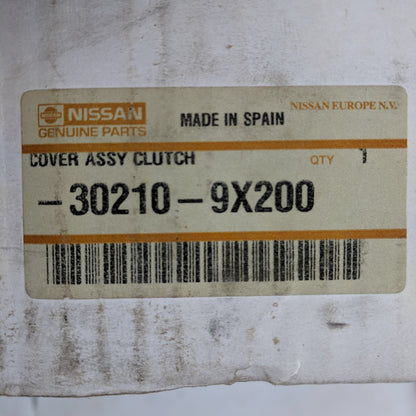 NISSAN
GENUINE PARTS
MADE IN SPAIN
NISSAN EUROPE N.V.
COVER ASSY CLUTCH QTY 1
-30210-9X200